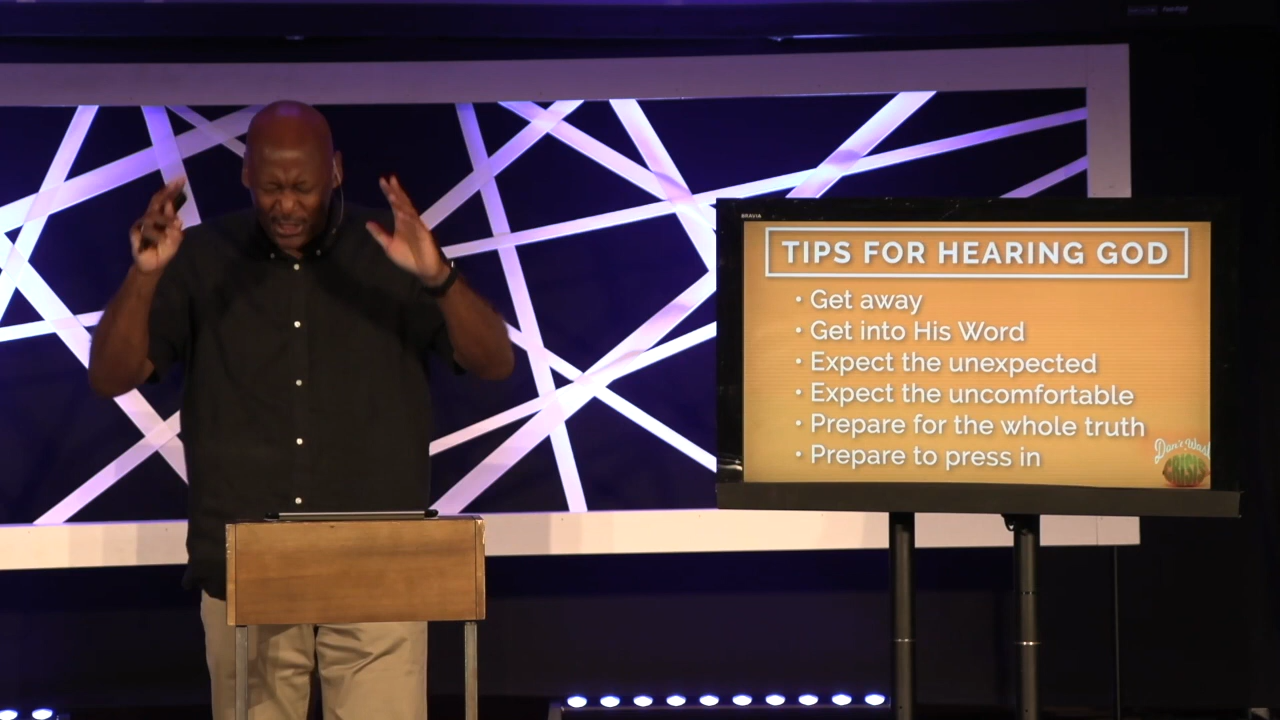 BRAVIA
TIPS FOR HEARING GOD
• Get away
• Get into His Word
• Expect the unexpected
• Expect the uncomfortable
• Prepare for the whole truth
• Prepare to press in